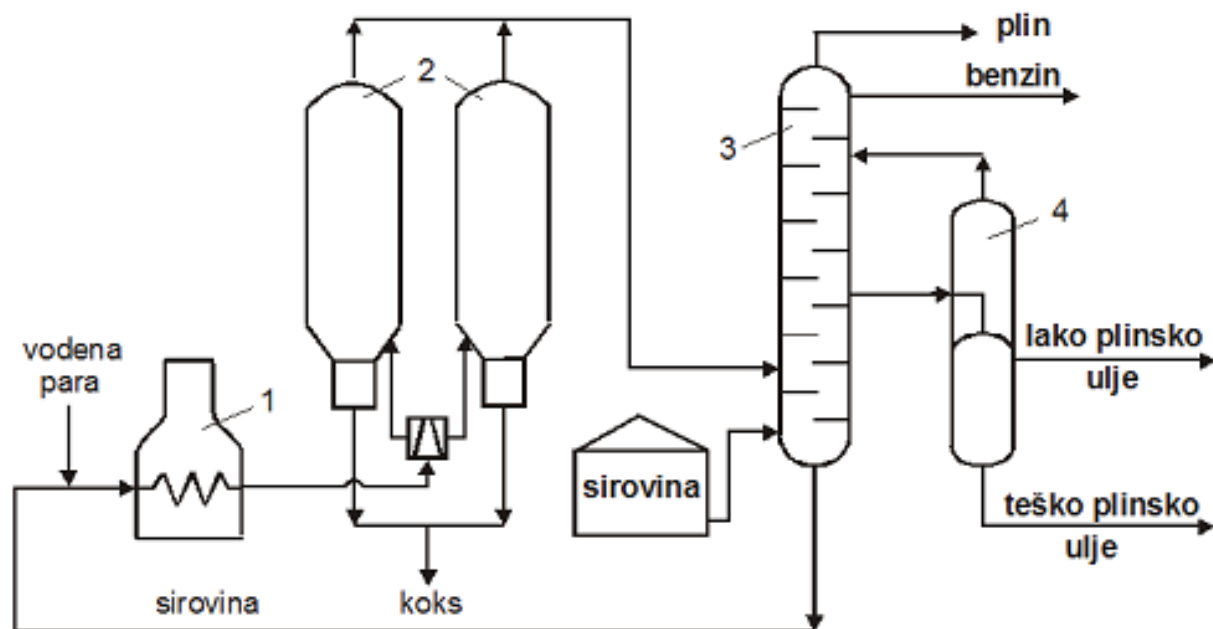 plin
benzin
2
3
4
vodena
para
1
lako plinsko
ulje
sirovina
teško plinsko
ulje
sirovina
koks